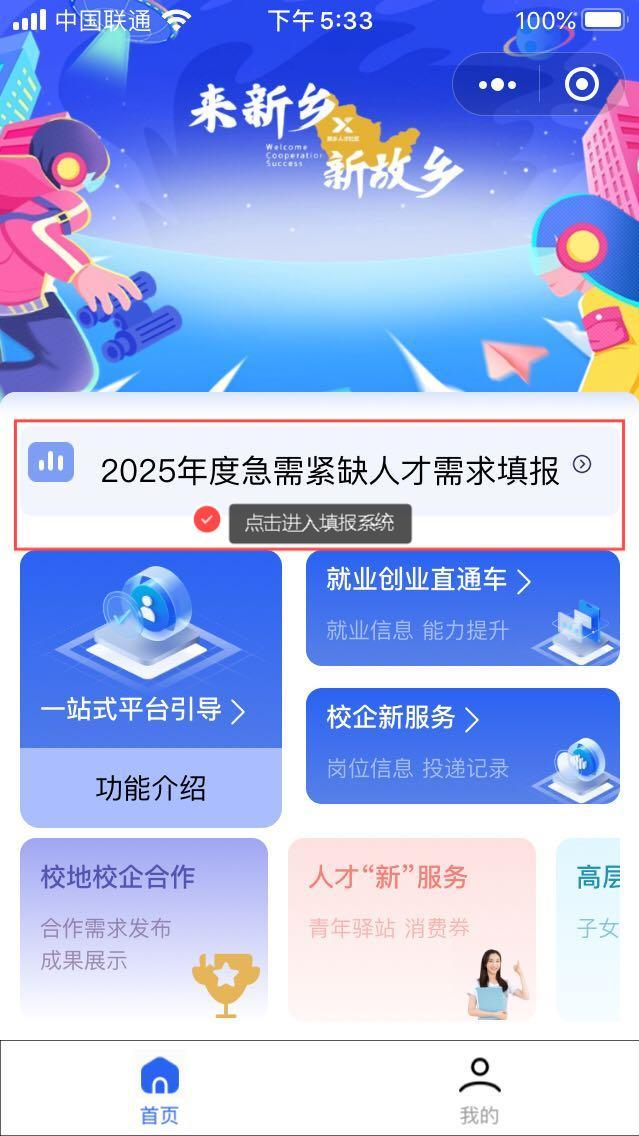 中国联通
下午5:33
100%
来新乡
Welcome
Cooperation
Success
新故乡
2025年度急需紧缺人才需求填报
点击进入填报系统
就业创业直通车
就业信息 能力提升
一站式平台引导
功能介绍
校企新服务
岗位信息 投递记录
校地校企合作
合作需求发布
成果展示
人才“新”服务
青年驿站 消费券
高层
子女
首页
我的